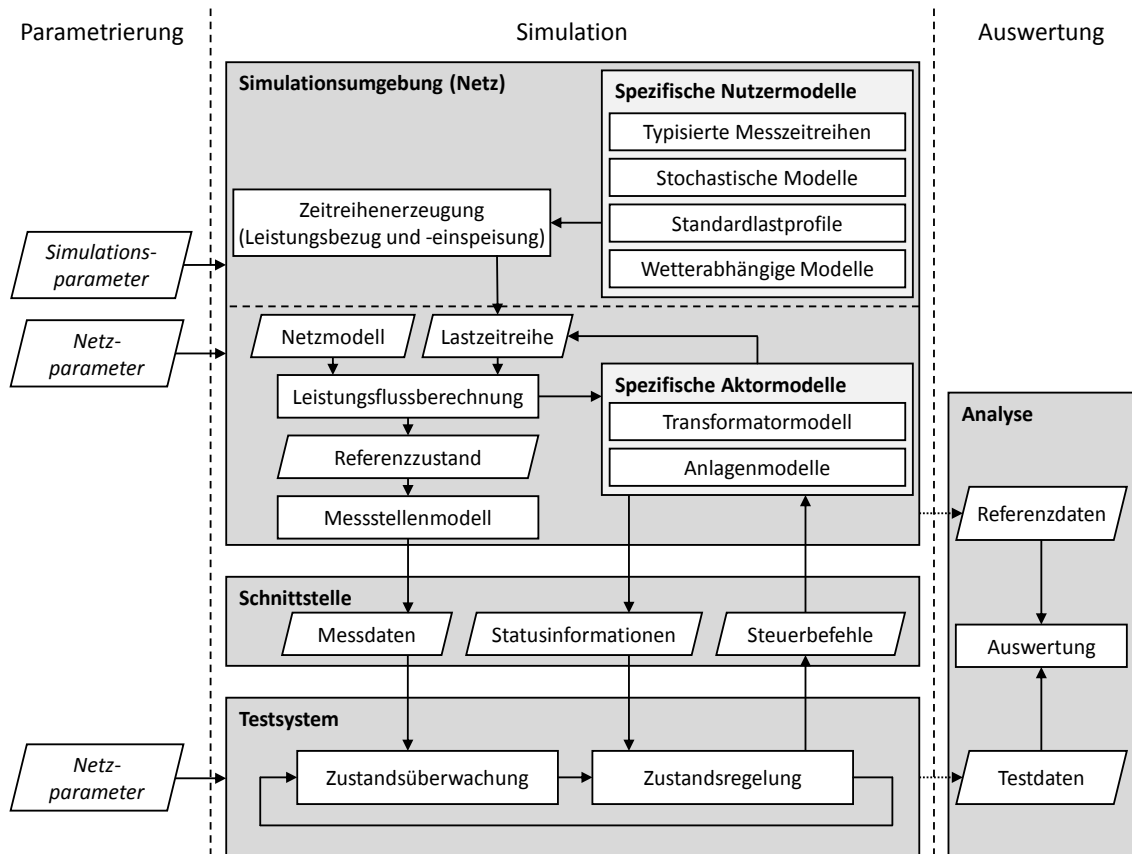 Parametrierung
Simulation
Auswertung
Simulationsumgebung (Netz)
Spezifische Nutzermodelle
Typisierte Messzeitreihen
Stochastische Modelle
Standardlastprofile
Wetterabhängige Modelle
Zeitreihenerzeugung
(Leistungsbezug und -einspeisung)
Simulations-
parameter
Netz-
parameter
Netzmodell
Lastzeitreihe
Leistungsflussberechnung
Referenzzustand
Messstellenmodell
Spezifische Aktormodelle
Transformatormodell
Anlagenmodelle
Schnittstelle
Messdaten
Statusinformationen
Steuerbefehle
Testsystem
Netz-
parameter
Zustandsüberwachung
Zustandsregelung
Analyse
Referenzdaten
Auswertung
Testdaten